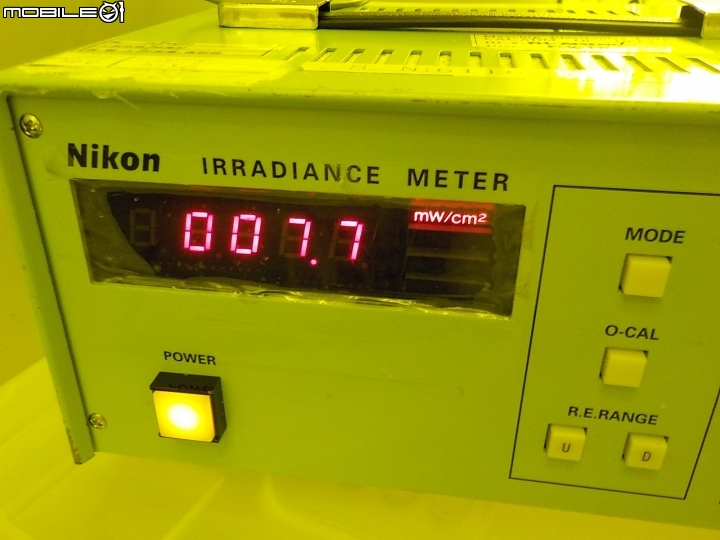 MOBILE01
Nikon IRRADIANCE METER
007.7 mW/cm²
MODE
O-CAL
POWER
R.E.RANGE
U D